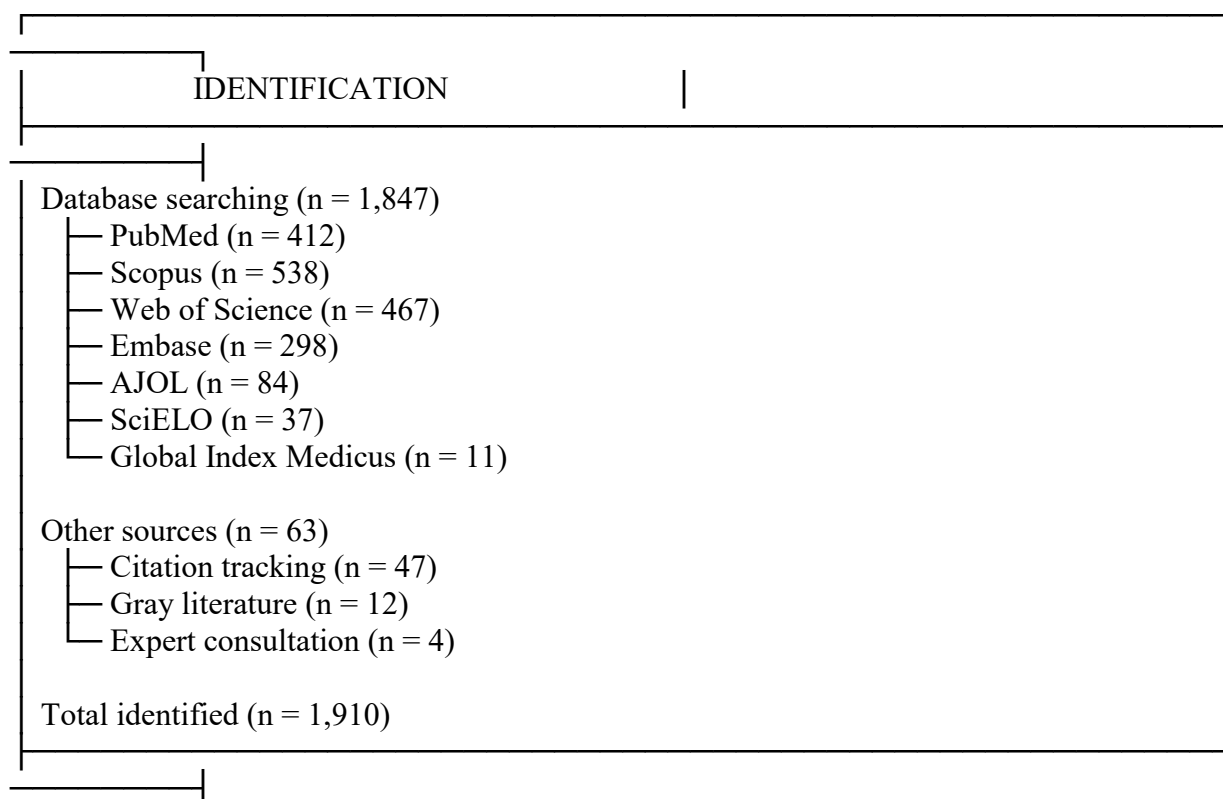 IDENTIFICATION
Database searching (n = 1,847)
PubMed (n = 412)
Scopus (n = 538)
Web of Science (n = 467)
Embase (n = 298)
AJOL (n = 84)
SciELO (n = 37)
Global Index Medicus (n = 11)
Other sources (n = 63)
Citation tracking (n = 47)
Gray literature (n = 12)
Expert consultation (n = 4)
Total identified (n = 1,910)